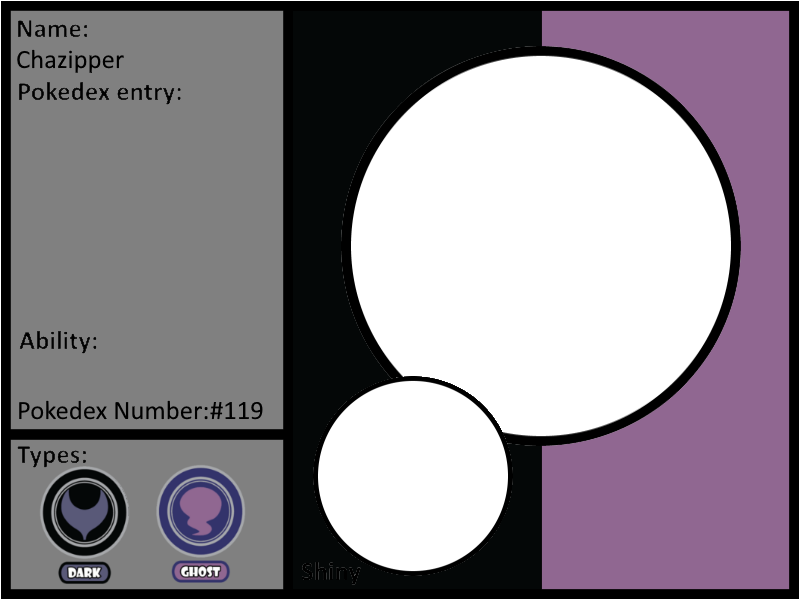 Name:
Chazipper
Pokedex entry:
Ability:
Pokedex Number:#119
Types:
DARK
GHOST
Shiny